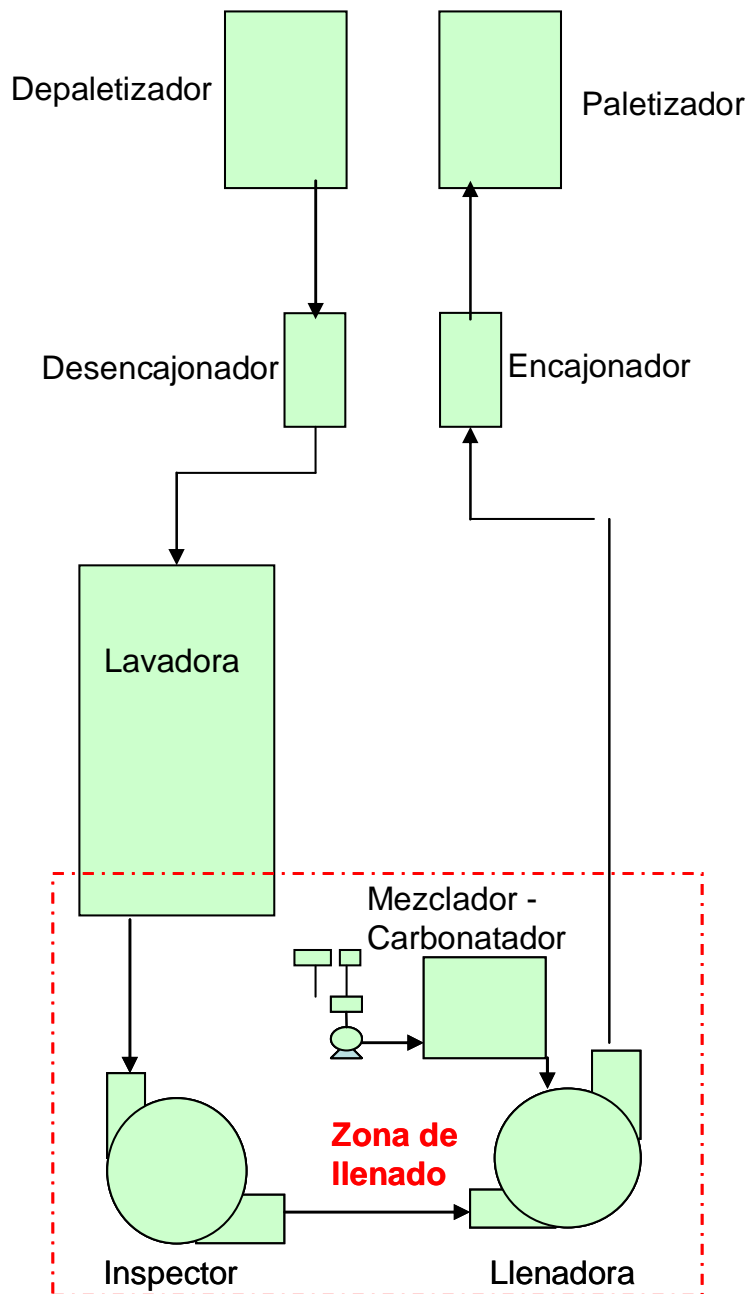 Depaletizador
Paletizador
Desencajonador
Encajonador
Lavadora
Mezclador -
Carbonatador
Zona de
llenado
Inspector
Llenadora